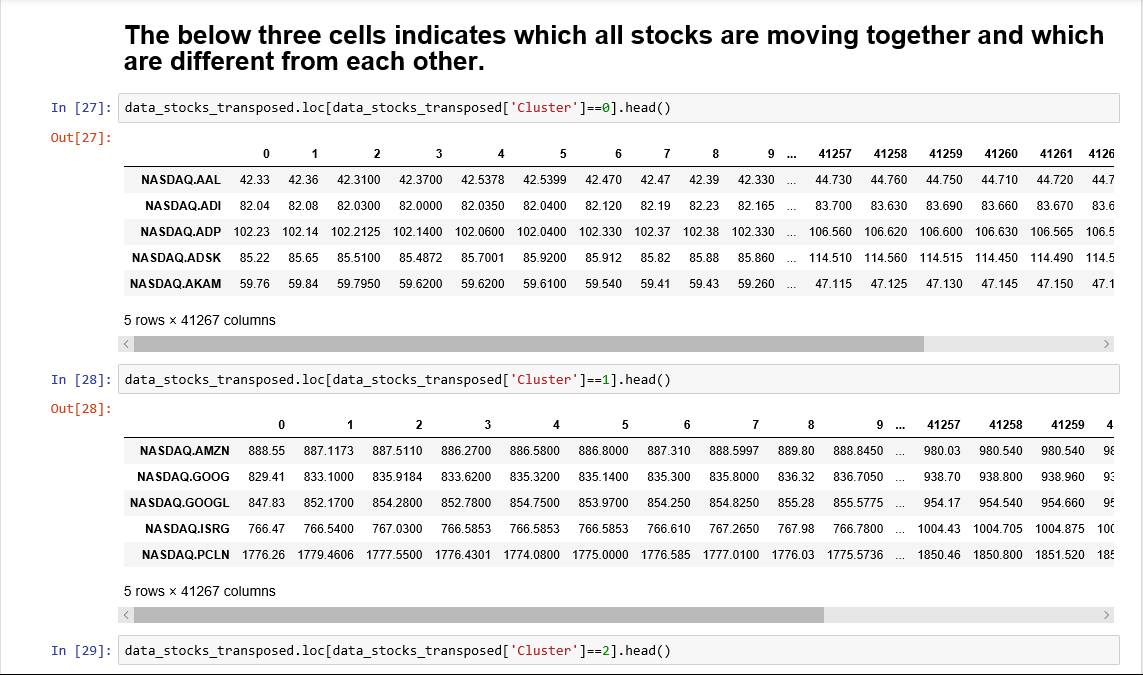 The below three cells indicates which all stocks are moving together and which
are different from each other.
In [27]: data_stocks_transposed.loc[data_stocks_transposed['Cluster']==0].head()
Out[27]:
0 1 2 3 4 5 6 7 8 9 ... 41257 41258 41259 41260 41261 4126
NASDAQ.AAL 42.33 42.36 42.3100 42.3700 42.5378 42.5399 42.470 42.47 42.39 42.330 ... 44.730 44.760 44.750 44.710 44.720 44.7
NASDAQ.ADI 82.04 82.08 82.0300 82.0000 82.0350 82.0400 82.120 82.19 82.23 82.165 ... 83.700 83.630 83.690 83.660 83.670 83.6
NASDAQ.ADP 102.23 102.14 102.2125 102.1400 102.0600 102.0400 102.330 102.37 102.38 102.330 ... 106.560 106.620 106.600 106.630 106.565 106.5
NASDAQ.ADSK 85.22 85.65 85.5100 85.4872 85.7001 85.9200 85.912 85.82 85.88 85.860 ... 114.510 114.560 114.515 114.450 114.490 114.5
NASDAQ.AKAM 59.76 59.84 59.7950 59.6200 59.6200 59.6100 59.540 59.41 59.43 59.260 ... 47.115 47.125 47.130 47.145 47.150 47.1
5 rows × 41267 columns
In [28]: data_stocks_transposed.loc[data_stocks_transposed['Cluster']==1].head()
Out[28]:
0 1 2 3 4 5 6 7 8 9 ... 41257 41258 41259 4
NASDAQ.AMZN 888.55 887.1173 887.5110 886.2700 886.5800 886.8000 887.310 888.5997 889.80 888.8450 ... 980.03 980.540 980.540 98
NASDAQ.GOOG 829.41 833.1000 835.9184 833.6200 835.3200 835.1400 835.300 835.8000 836.32 836.7050 ... 938.70 938.800 938.960 93
NASDAQ.GOOGL 847.83 852.1700 854.2800 852.7800 854.7500 853.9700 854.250 854.8250 855.28 855.5775 ... 954.17 954.540 954.660 95
NASDAQ.ISRG 766.47 766.5400 767.0300 766.5853 766.5853 766.5853 766.610 767.2650 767.98 766.7800 ... 1004.43 1004.705 1004.875 100
NASDAQ.PCLN 1776.26 1779.4606 1777.5500 1776.4301 1774.0800 1775.0000 1776.585 1777.0100 1776.03 1775.5736 ... 1850.46 1850.800 1851.520 185
5 rows × 41267 columns
In [29]: data_stocks_transposed.loc[data_stocks_transposed['Cluster']==2].head()